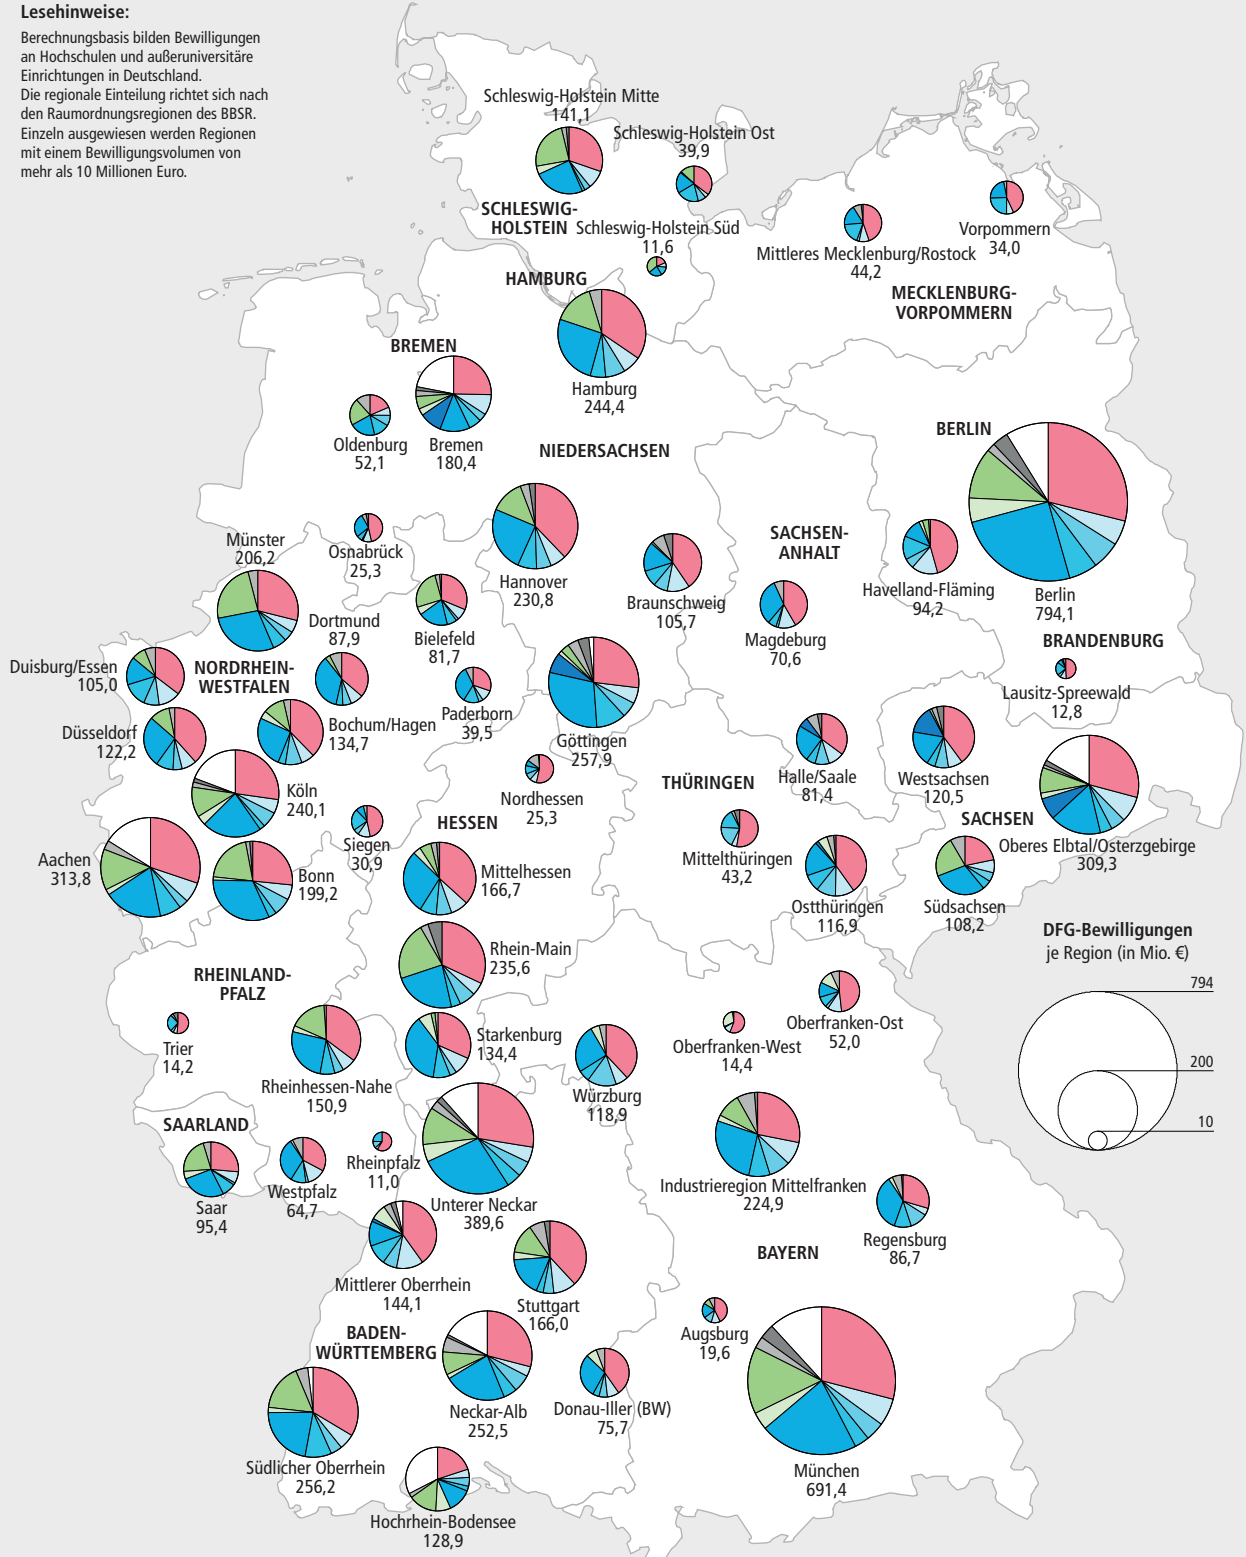 Lesehinweise:
Berechnungsbasis bilden Bewilligungen
an Hochschulen und außeruniversitäre
Einrichtungen in Deutschland.
Die regionale Einteilung richtet sich nach
den Raumordnungsregionen des BBSR.
Einzeln ausgewiesen werden Regionen
mit einem Bewilligungsvolumen von
mehr als 10 Millionen Euro.
Schleswig-Holstein Mitte
141,1
Schleswig-Holstein Ost
39,9
SCHLESWIG-
HOLSTEIN
Schleswig-Holstein Süd
11,6
Mittleres Mecklenburg/Rostock
44,2
Vorpommern
34,0
MECKLENBURG-
VORPOMMERN
HAMBURG
Hamburg
244,4
BREMEN
Oldenburg
52,1
Bremen
180,4
NIEDERSACHSEN
BERLIN
Berlin
794,1
Osnabrück
25,3
Hannover
230,8
Braunschweig
105,7
SACHSEN-
ANHALT
Magdeburg
70,6
Havelland-Fläming
94,2
BRANDENBURG
Lausitz-Spreewald
12,8
Münster
206,2
Dortmund
87,9
Bielefeld
81,7
Duisburg/Essen
105,0
NORDRHEIN-
WESTFALEN
Paderborn
39,5
Göttingen
257,9
Düsseldorf
122,2
Bochum/Hagen
134,7
Köln
240,1
Nordhessen
25,3
THÜRINGEN
Halle/Saale
81,4
Westsachsen
120,5
SACHSEN
Oberes Elbtal/Osterzgebirge
309,3
Siegen
30,9
HESSEN
Aachen
313,8
Bonn
199,2
Mittelhessen
166,7
Mittelthüringen
43,2
Ostthüringen
116,9
Südsachsen
108,2
DFG-Bewilligungen
je Region (in Mio. €)
794
200
10
Rhein-Main
235,6
RHEINLAND-
PFALZ
Trier
14,2
Rheinhessen-Nahe
150,9
Starkenburg
134,4
Würzburg
118,9
Oberfranken-West
14,4
Oberfranken-Ost
52,0
SAARLAND
Saar
95,4
Westpfalz
64,7
Rheinpfalz
11,0
Unterer Neckar
389,6
Industrieregion Mittelfranken
224,9
Regensburg
86,7
BAYERN
Mittlerer Oberrhein
144,1
Stuttgart
166,0
Augsburg
19,6
BADEN-
WÜRTTEMBERG
Neckar-Alb
252,5
Donau-Iller (BW)
75,7
München
691,4
Südlicher Oberrhein
256,2
Hochrhein-Bodensee
128,9